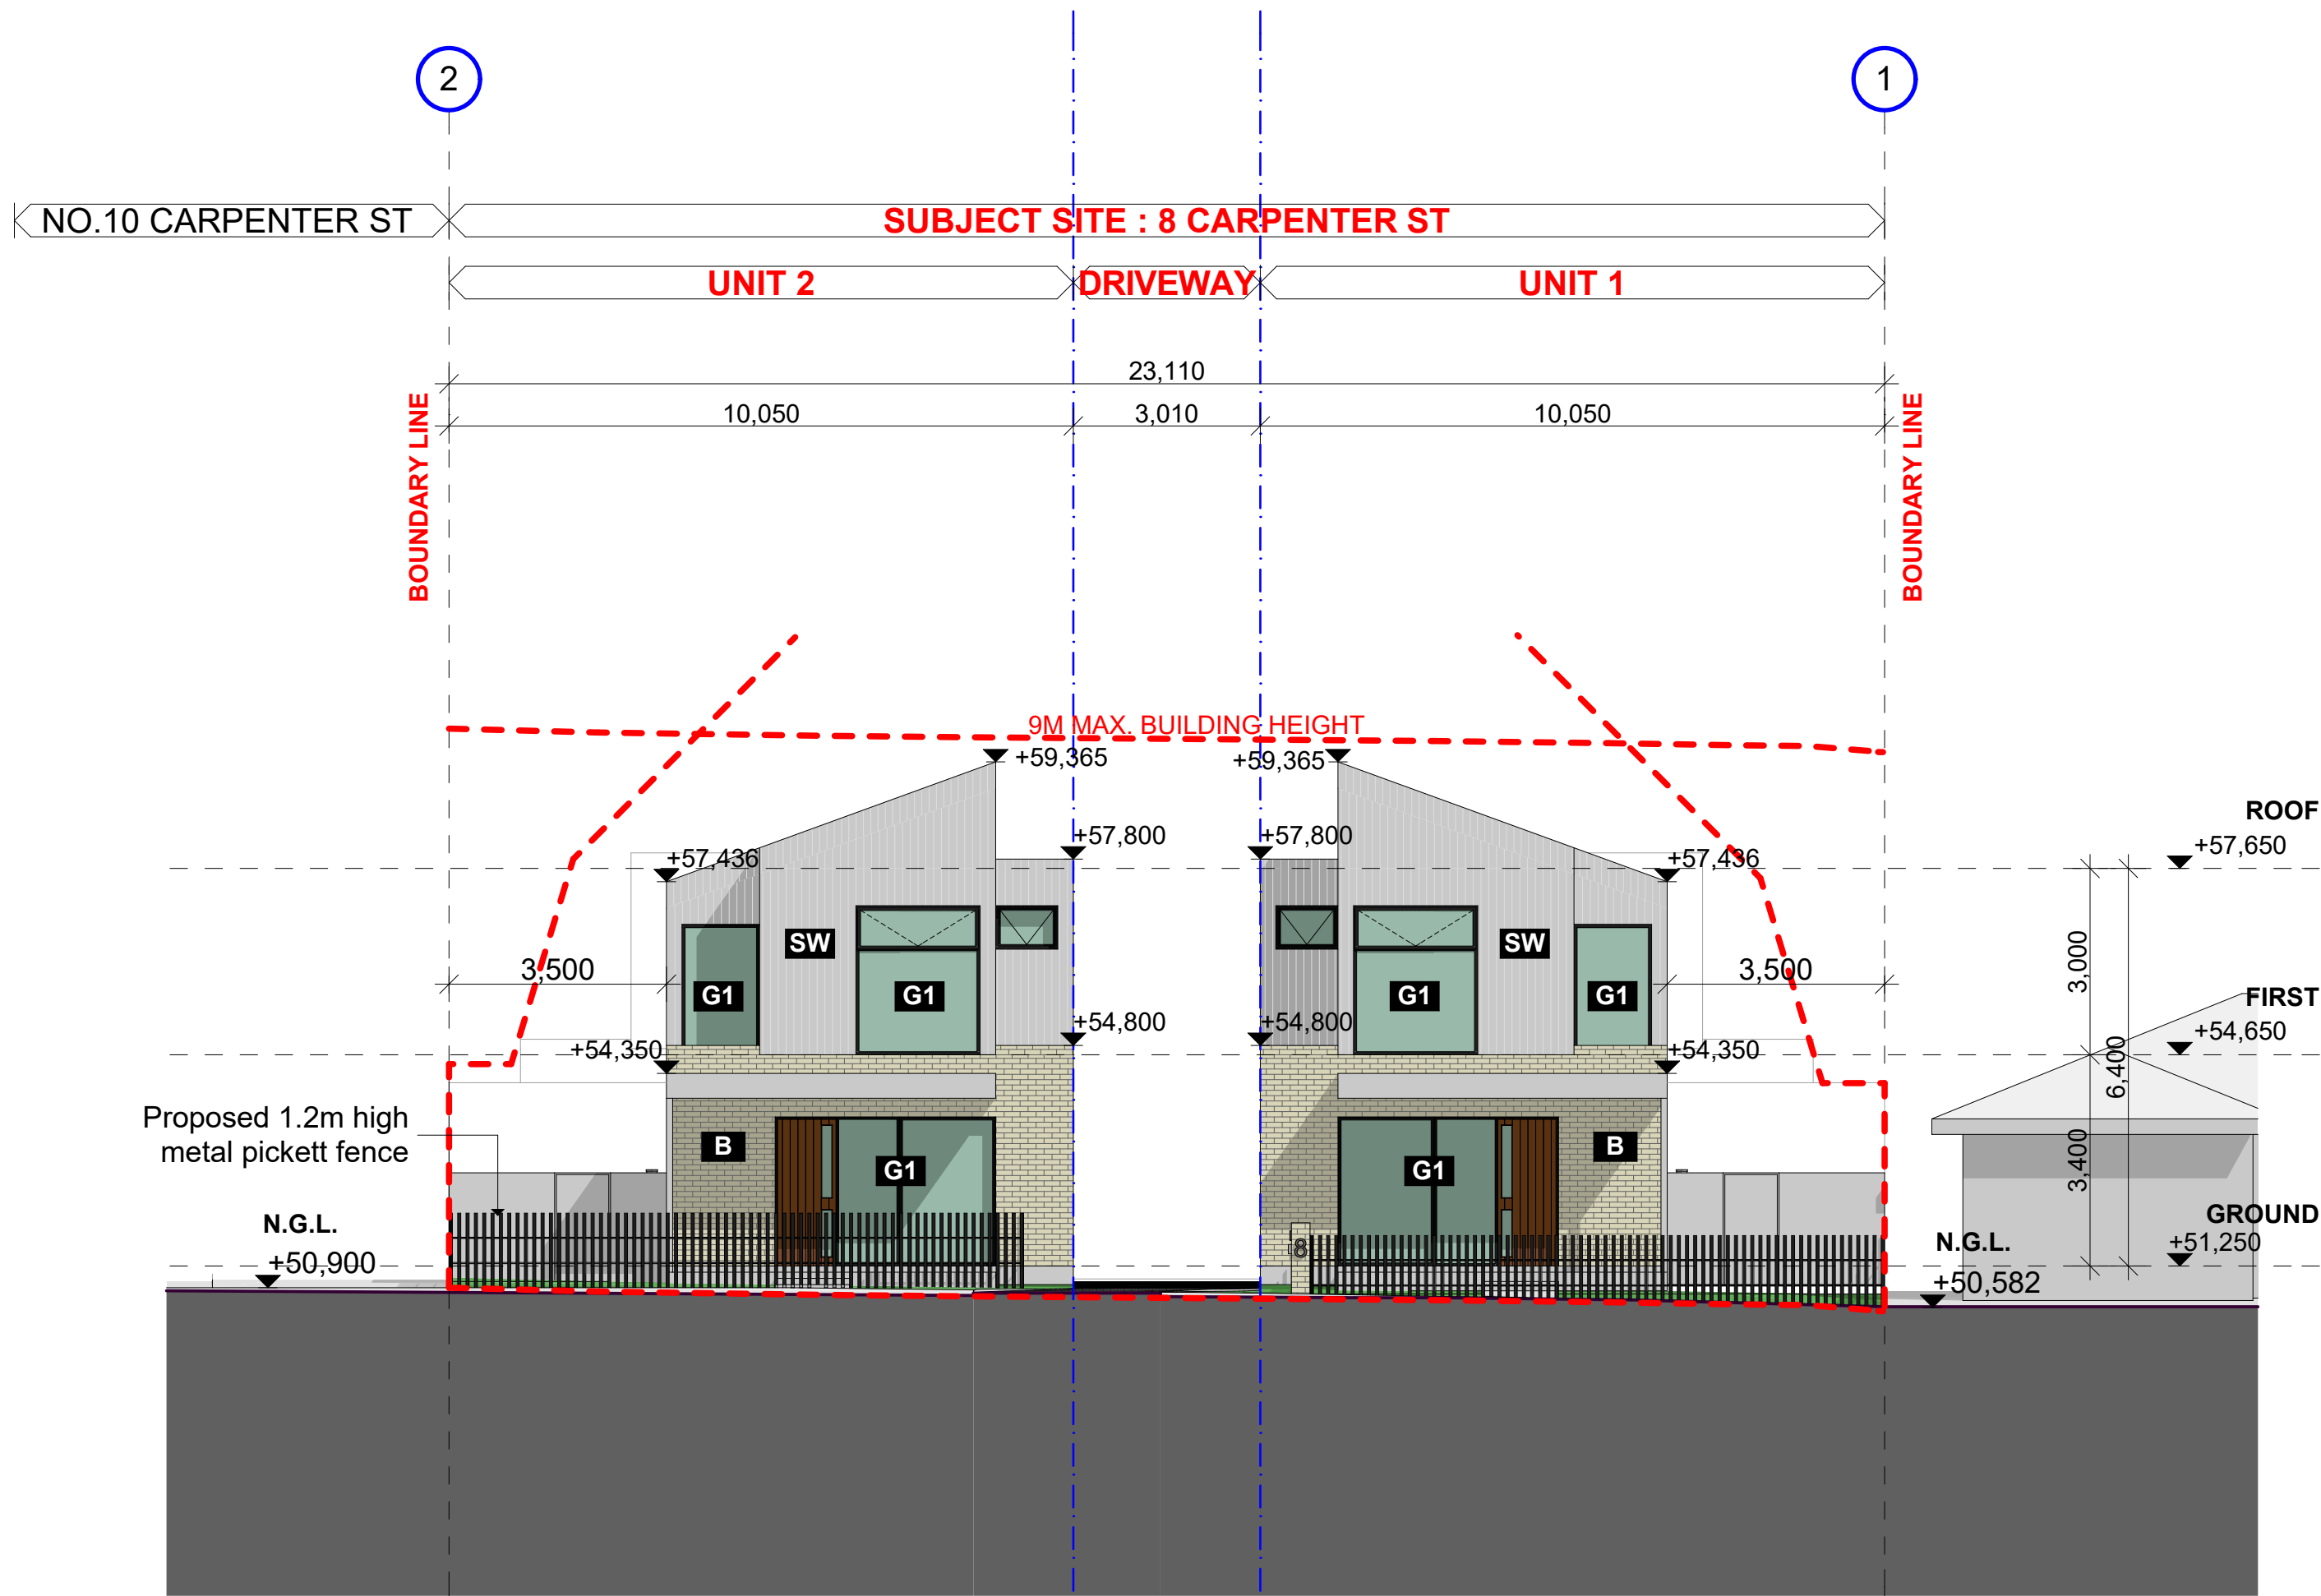 2
1
NO.10 CARPENTER ST
SUBJECT SITE : 8 CARPENTER ST
UNIT 2
DRIVEWAY
UNIT 1
23,110
10,050
3,010
10,050
BOUNDARY LINE
BOUNDARY LINE
9M MAX. BUILDING HEIGHT
+59,365
+59,365
ROOF
+57,800
+57,800
+57,650
+57,436
+57,436
SW
SW
3,500
3,500
3,000
G1
G1
G1
G1
FIRST
+54,800
+54,800
+54,650
+54,350
+54,350
6,400
Proposed 1.2m high
metal pickett fence
B
B
3,400
G1
G1
N.G.L.
GROUND
+50,900
8
N.G.L.
+51,250
+50,582